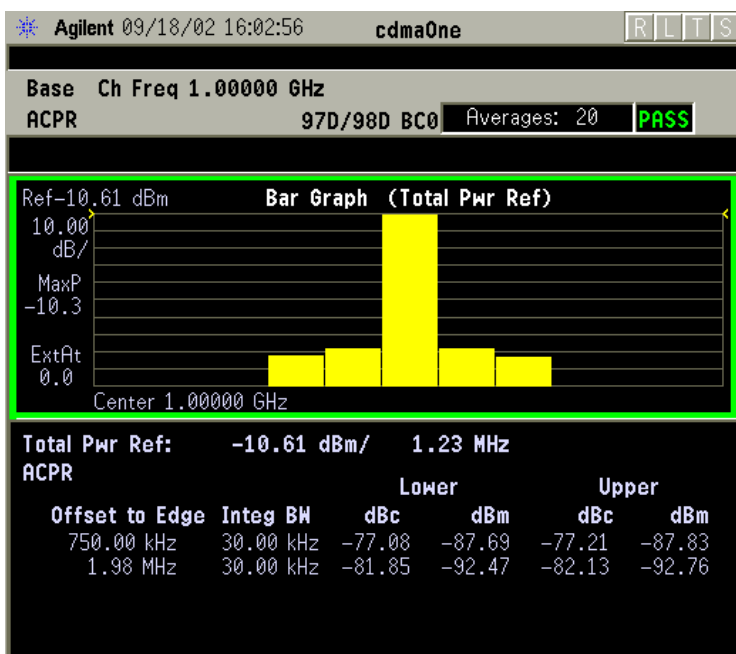 Agilent 09/18/02 16:02:56 cdmaOne R L T S
Base Ch Freq 1.00000 GHz
ACPR 97D/98D BC0 Averages: 20 PASS
Ref-10.61 dBm Bar Graph (Total Pwr Ref)
10.00
dB/
MaxP
-10.3
ExtAt
0.0
Center 1.00000 GHz
Total Pwr Ref: -10.61 dBm/ 1.23 MHz
ACPR
Lower Upper
Offset to Edge Integ BW dBc dBm dBc dBm
750.00 kHz 30.00 kHz -77.08 -87.69 -77.21 -87.83
1.98 MHz 30.00 kHz -81.85 -92.47 -82.13 -92.76